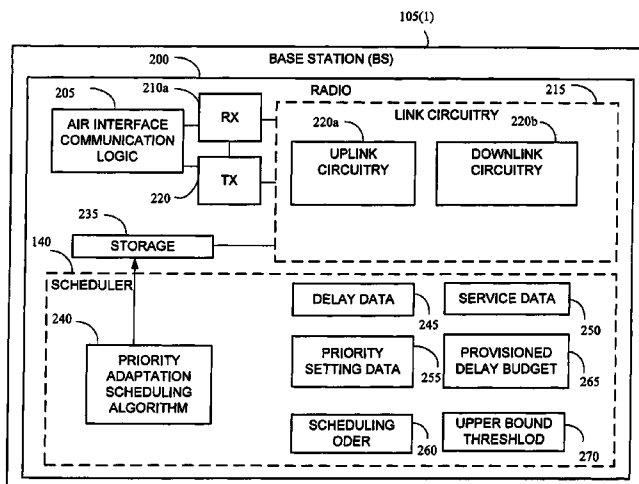 105(1)
BASE STATION (BS)
200
RADIO
205
210a
215
AIR INTERFACE
COMMUNICATION
LOGIC
RX
TX
220
LINK CIRCUITRY
220a
220b
UPLINK
CIRCUITRY
DOWNLINK
CIRCUITRY
235
STORAGE
140
SCHEDULER
240
PRIORITY
ADAPTATION
SCHEDULING
ALGORITHM
DELAY DATA
245
SERVICE DATA
250
PRIORITY
SETTING DATA
255
PROVISIONED
DELAY BUDGET
265
SCHEDULING
ODER
260
UPPER BOUND
THRESHLOD
270